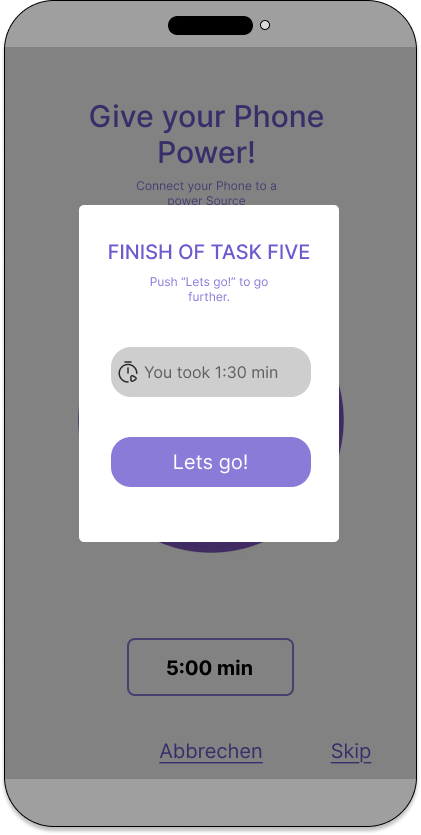 Give your Phone
Power!
Connect your Phone to a
power Source
FINISH OF TASK FIVE
Push “Lets go!” to go
further.
You took 1:30 min
Lets go!
5:00 min
Abbrechen
Skip